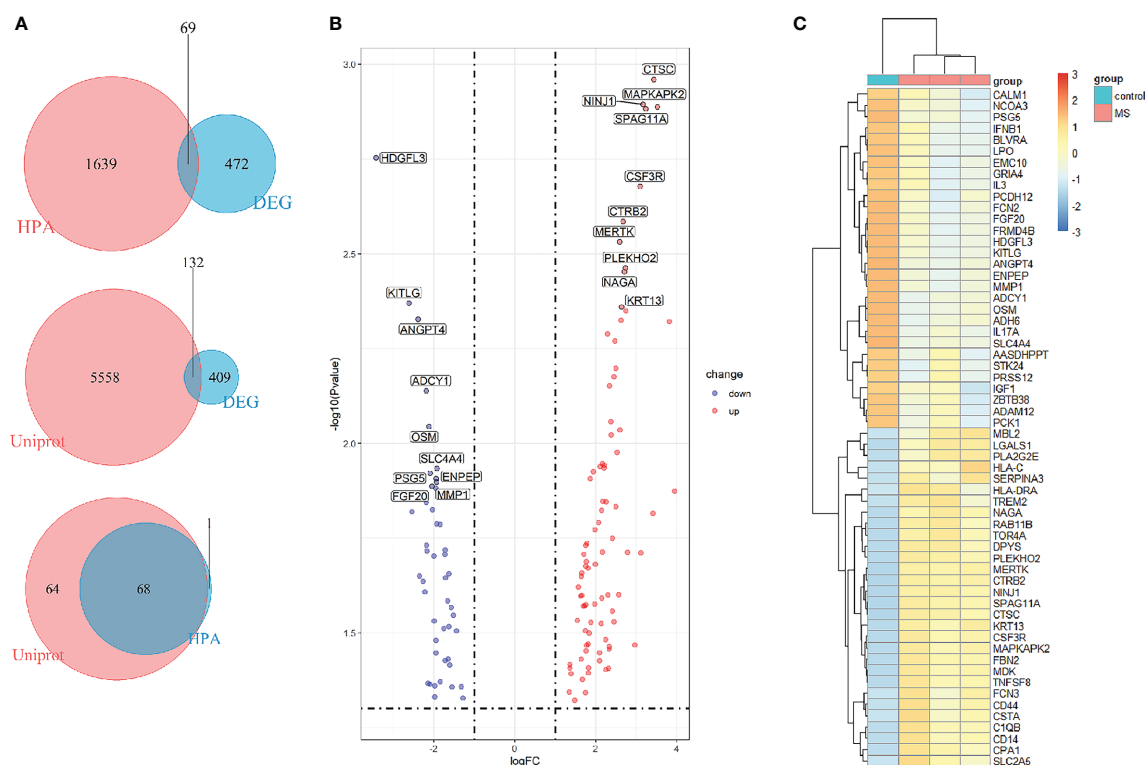 A
69
1639
472
HPA
DEG
132
5558
409
Uniprot
DEG
1
64
68
HPA
Uniprot
B
3.0
2.5
2.0
1.5
-log10(Pvalue)
CTSC
MAPKAPK2
NINJ1
SPAG11A
HDGFL3
CSF3R
CTRB2
MERTK
PLEKHO2
NAGA
KITLG
KRT13
ANGPT4
ADCY1
OSM
SLC4A4
PSG5
ENPEP
FGF20
MMP1
-2
0
2
4
logFC
change
down
up
C
group
CALM1
NCOA3
PSG5
IFNB1
BLVRA
LPO
EMC10
GRIA4
IL3
PCDH12
FCN2
FGF20
FRMD4B
HDGFL3
KITLG
ANGPT4
ENPEP
MMP1
ADCY1
OSM
ADH6
IL17A
SLC4A4
AASDHPPT
STK24
PRSS12
IGF1
ZBTB38
ADAM12
PCK1
MBL2
LGALS1
PLA2G2E
HLA-C
SERPINA3
HLA-DRA
TREM2
NAGA
RAB11B
TOR4A
DPYS
PLEKHO2
MERTK
CTRB2
NINJ1
SPAG11A
CTSC
KRT13
CSF3R
MAPKAPK2
FBN2
MDK
TNFSF8
FCN3
CD44
CSTA
C1QB
CD14
CPA1
SLC2A5
3
2
1
0
-1
-2
-3
group
control
MS